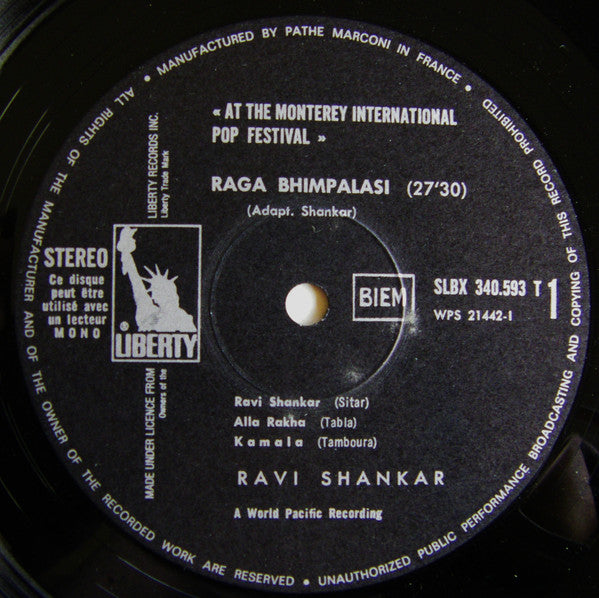 • MANUFACTURED BY PATHE MARCONI IN FRANCE •
UNAUTHORIZED PUBLIC PERFORMANCE BROADCASTING AND COPYING OF THIS RECORD PROHIBITED
ALL RIGHTS OF THE MANUFACTURER AND OF THE OWNER OF THE RECORDED WORK ARE RESERVED •
« AT THE MONTEREY INTERNATIONAL
POP FESTIVAL »
RAGA BHIMPALASI (27'30)
(Adapt. Shankar)
LIBERTY RECORDS INC.
Liberty Trade Mark
MADE UNDER LICENCE FROM
Owners of the
STEREO
Ce disque
peut être
utilisé avec
un lecteur
MONO
® LIBERTY
BIEM
SLBX 340.593 T 1
WPS 21442-1
Ravi Shankar (Sitar)
Alla Rakha (Tabla)
Kamala (Tamboura)
RAVI SHANKAR
A World Pacific Recording